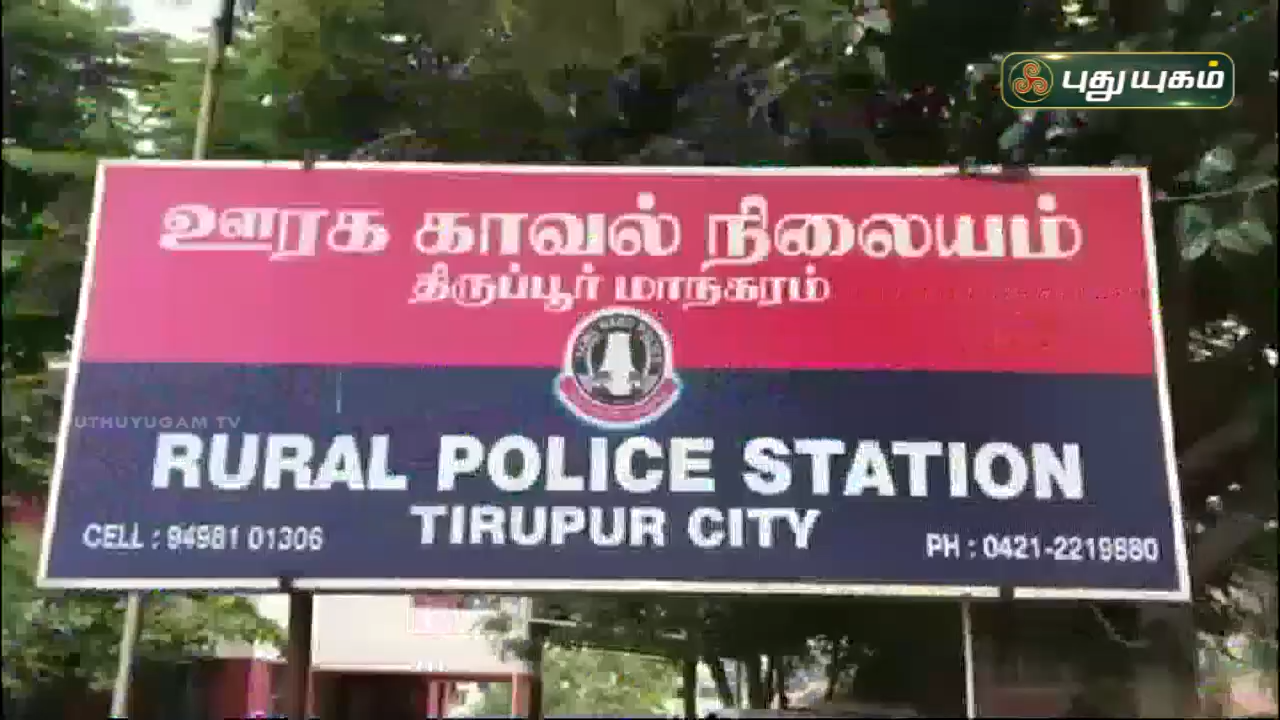 புதுயுகம்
ஊரக காவல் நிலையம்
திருப்பூர் மாநகரம்
UTHUYUGAM TV
RURAL POLICE STATION
TIRUPUR CITY
CELL : 94981 01306
PH : 0421-2219880